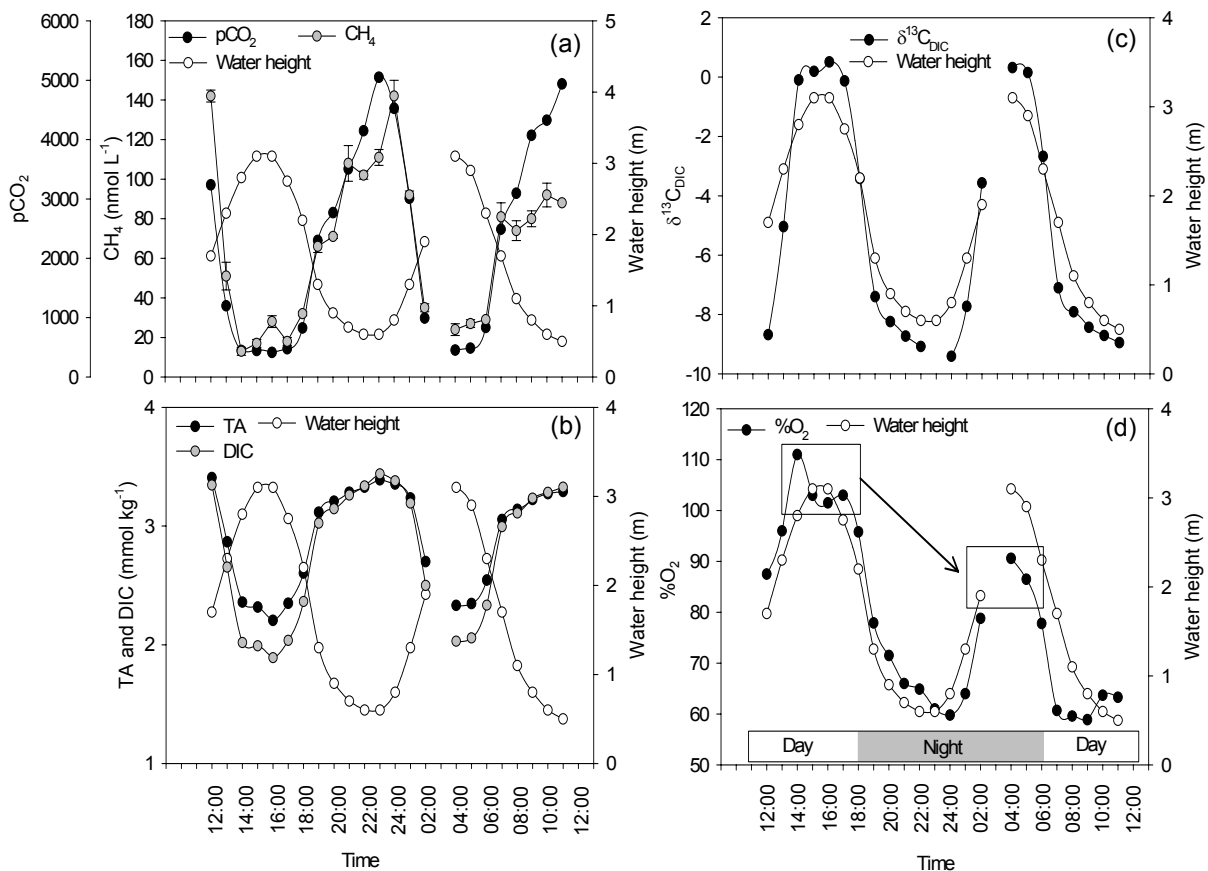 pCO2
CH4
Water height
(a)
6000
5000
4000
3000
2000
1000
0
pCO2
180
160
140
120
100
80
60
40
20
0
CH4 (nmol L-1)
5
4
3
2
1
0
Water height (m)
δ13CDIC
Water height
(c)
2
0
-2
-4
-6
-8
-10
δ13CDIC
4
3
2
1
0
Water height (m)
TA
Water height
DIC
(b)
4
3
2
1
TA and DIC (mmol kg-1)
4
3
2
1
0
Water height (m)
12:00
14:00
16:00
18:00
20:00
22:00
24:00
02:00
04:00
06:00
08:00
10:00
12:00
Time
%O2
Water height
(d)
120
110
100
90
80
70
60
50
%O2
4
3
2
1
0
Water height (m)
Day
Night
Day
12:00
14:00
16:00
18:00
20:00
22:00
24:00
02:00
04:00
06:00
08:00
10:00
12:00
Time